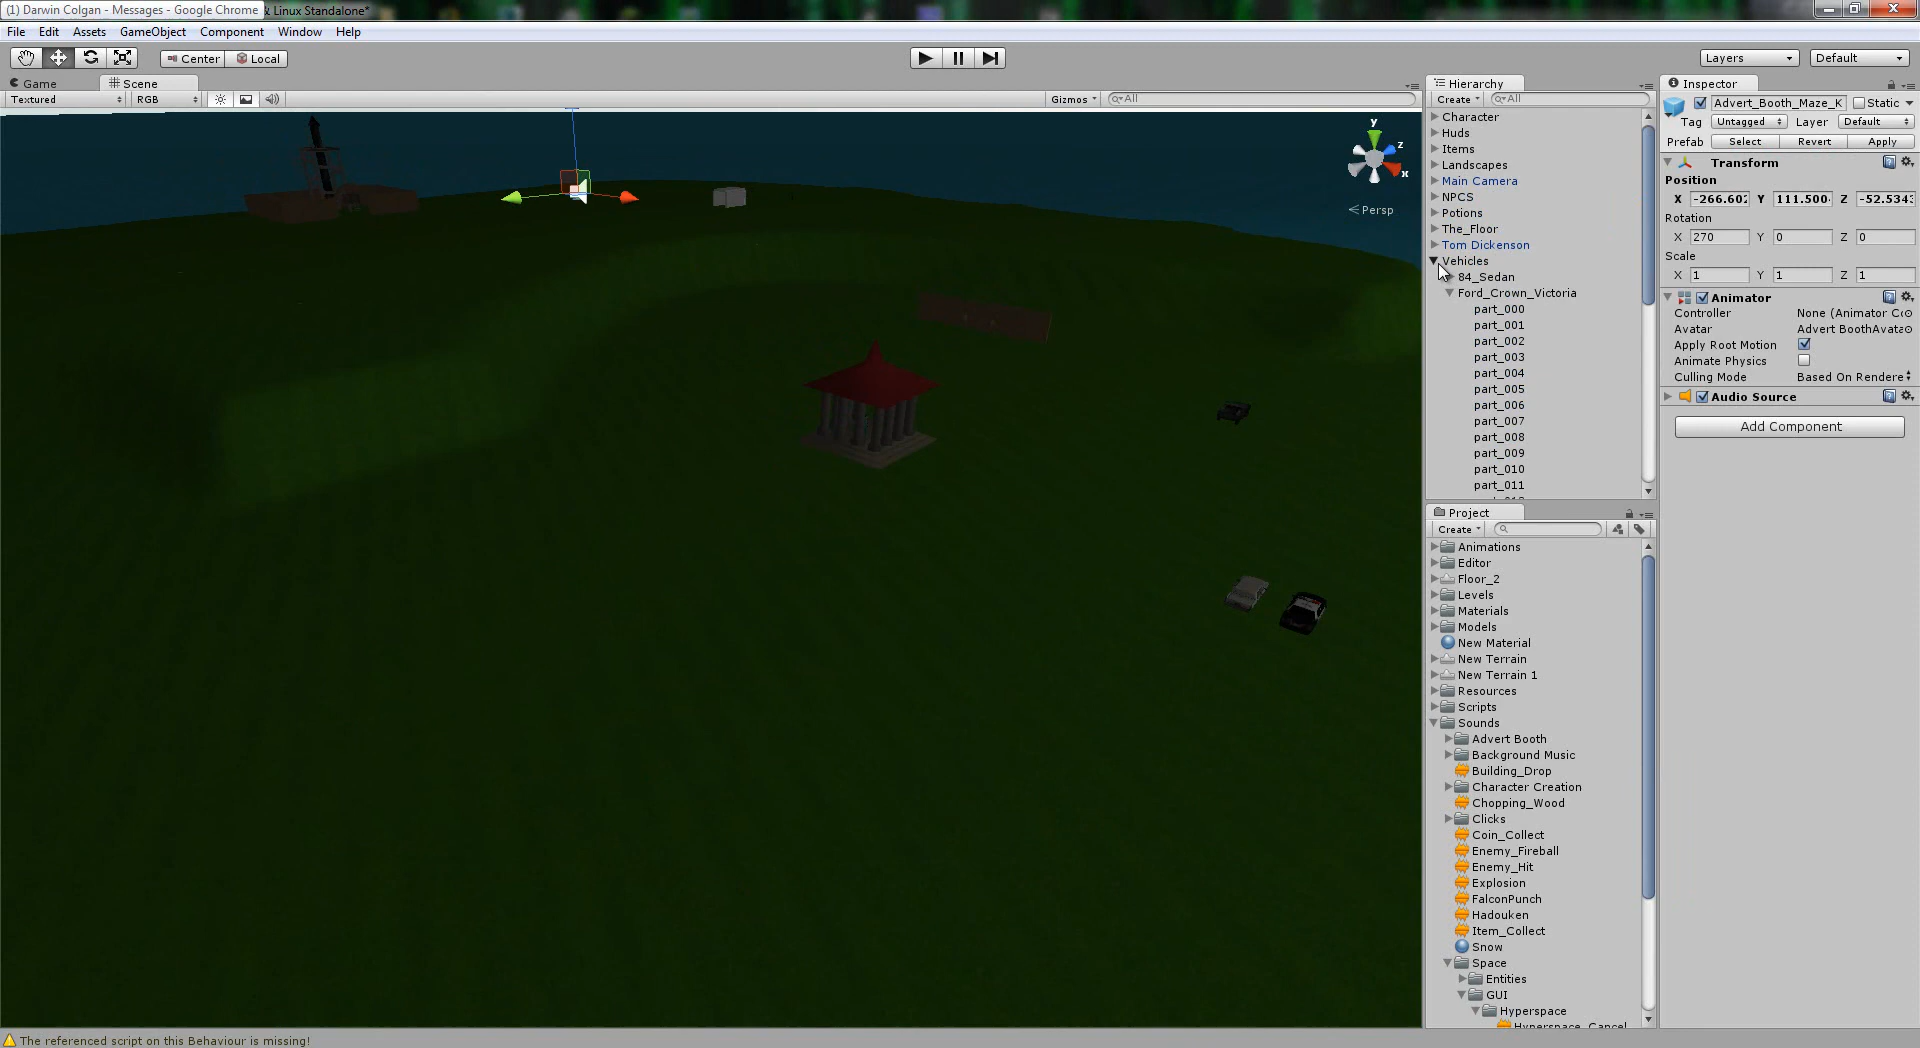 (1) Darwin Colgan - Messages - Google Chrome & Linux Standalone*
File Edit Assets GameObject Component Window Help
Center Local Layers Default
Game Scene
Textured RGB Gizmos All
y z x
Persp
Hierarchy
Create All
Character
Huds
Items
Landscapes
Main Camera
NPCS
Potions
The_Floor
Tom Dickenson
Vehicles
84_Sedan
Ford_Crown_Victoria
part_000
part_001
part_002
part_003
part_004
part_005
part_006
part_007
part_008
part_009
part_010
part_011
Project
Create
Animations
Editor
Floor_2
Levels
Materials
Models
New Material
New Terrain
New Terrain 1
Resources
Scripts
Sounds
Advert Booth
Background Music
Building_Drop
Character Creation
Chopping_Wood
Clicks
Coin_Collect
Enemy_Fireball
Enemy_Hit
Explosion
FalconPunch
Hadouken
Item_Collect
Snow
Space
Entities
GUI
Hyperspace
Hyperspace_Cancel
Inspector
Advert_Booth_Maze_K Static
Tag Untagged Layer Default
Prefab Select Revert Apply
Transform
Position
X -266.602 Y 111.500 Z -52.534
Rotation
X 270 Y 0 Z 0
Scale
X 1 Y 1 Z 1
Animator
Controller None (Animator Co
Avatar Advert BoothAvata
Apply Root Motion
Animate Physics
Culling Mode Based On Rendere
Audio Source
Add Component
The referenced script on this Behaviour is missing!